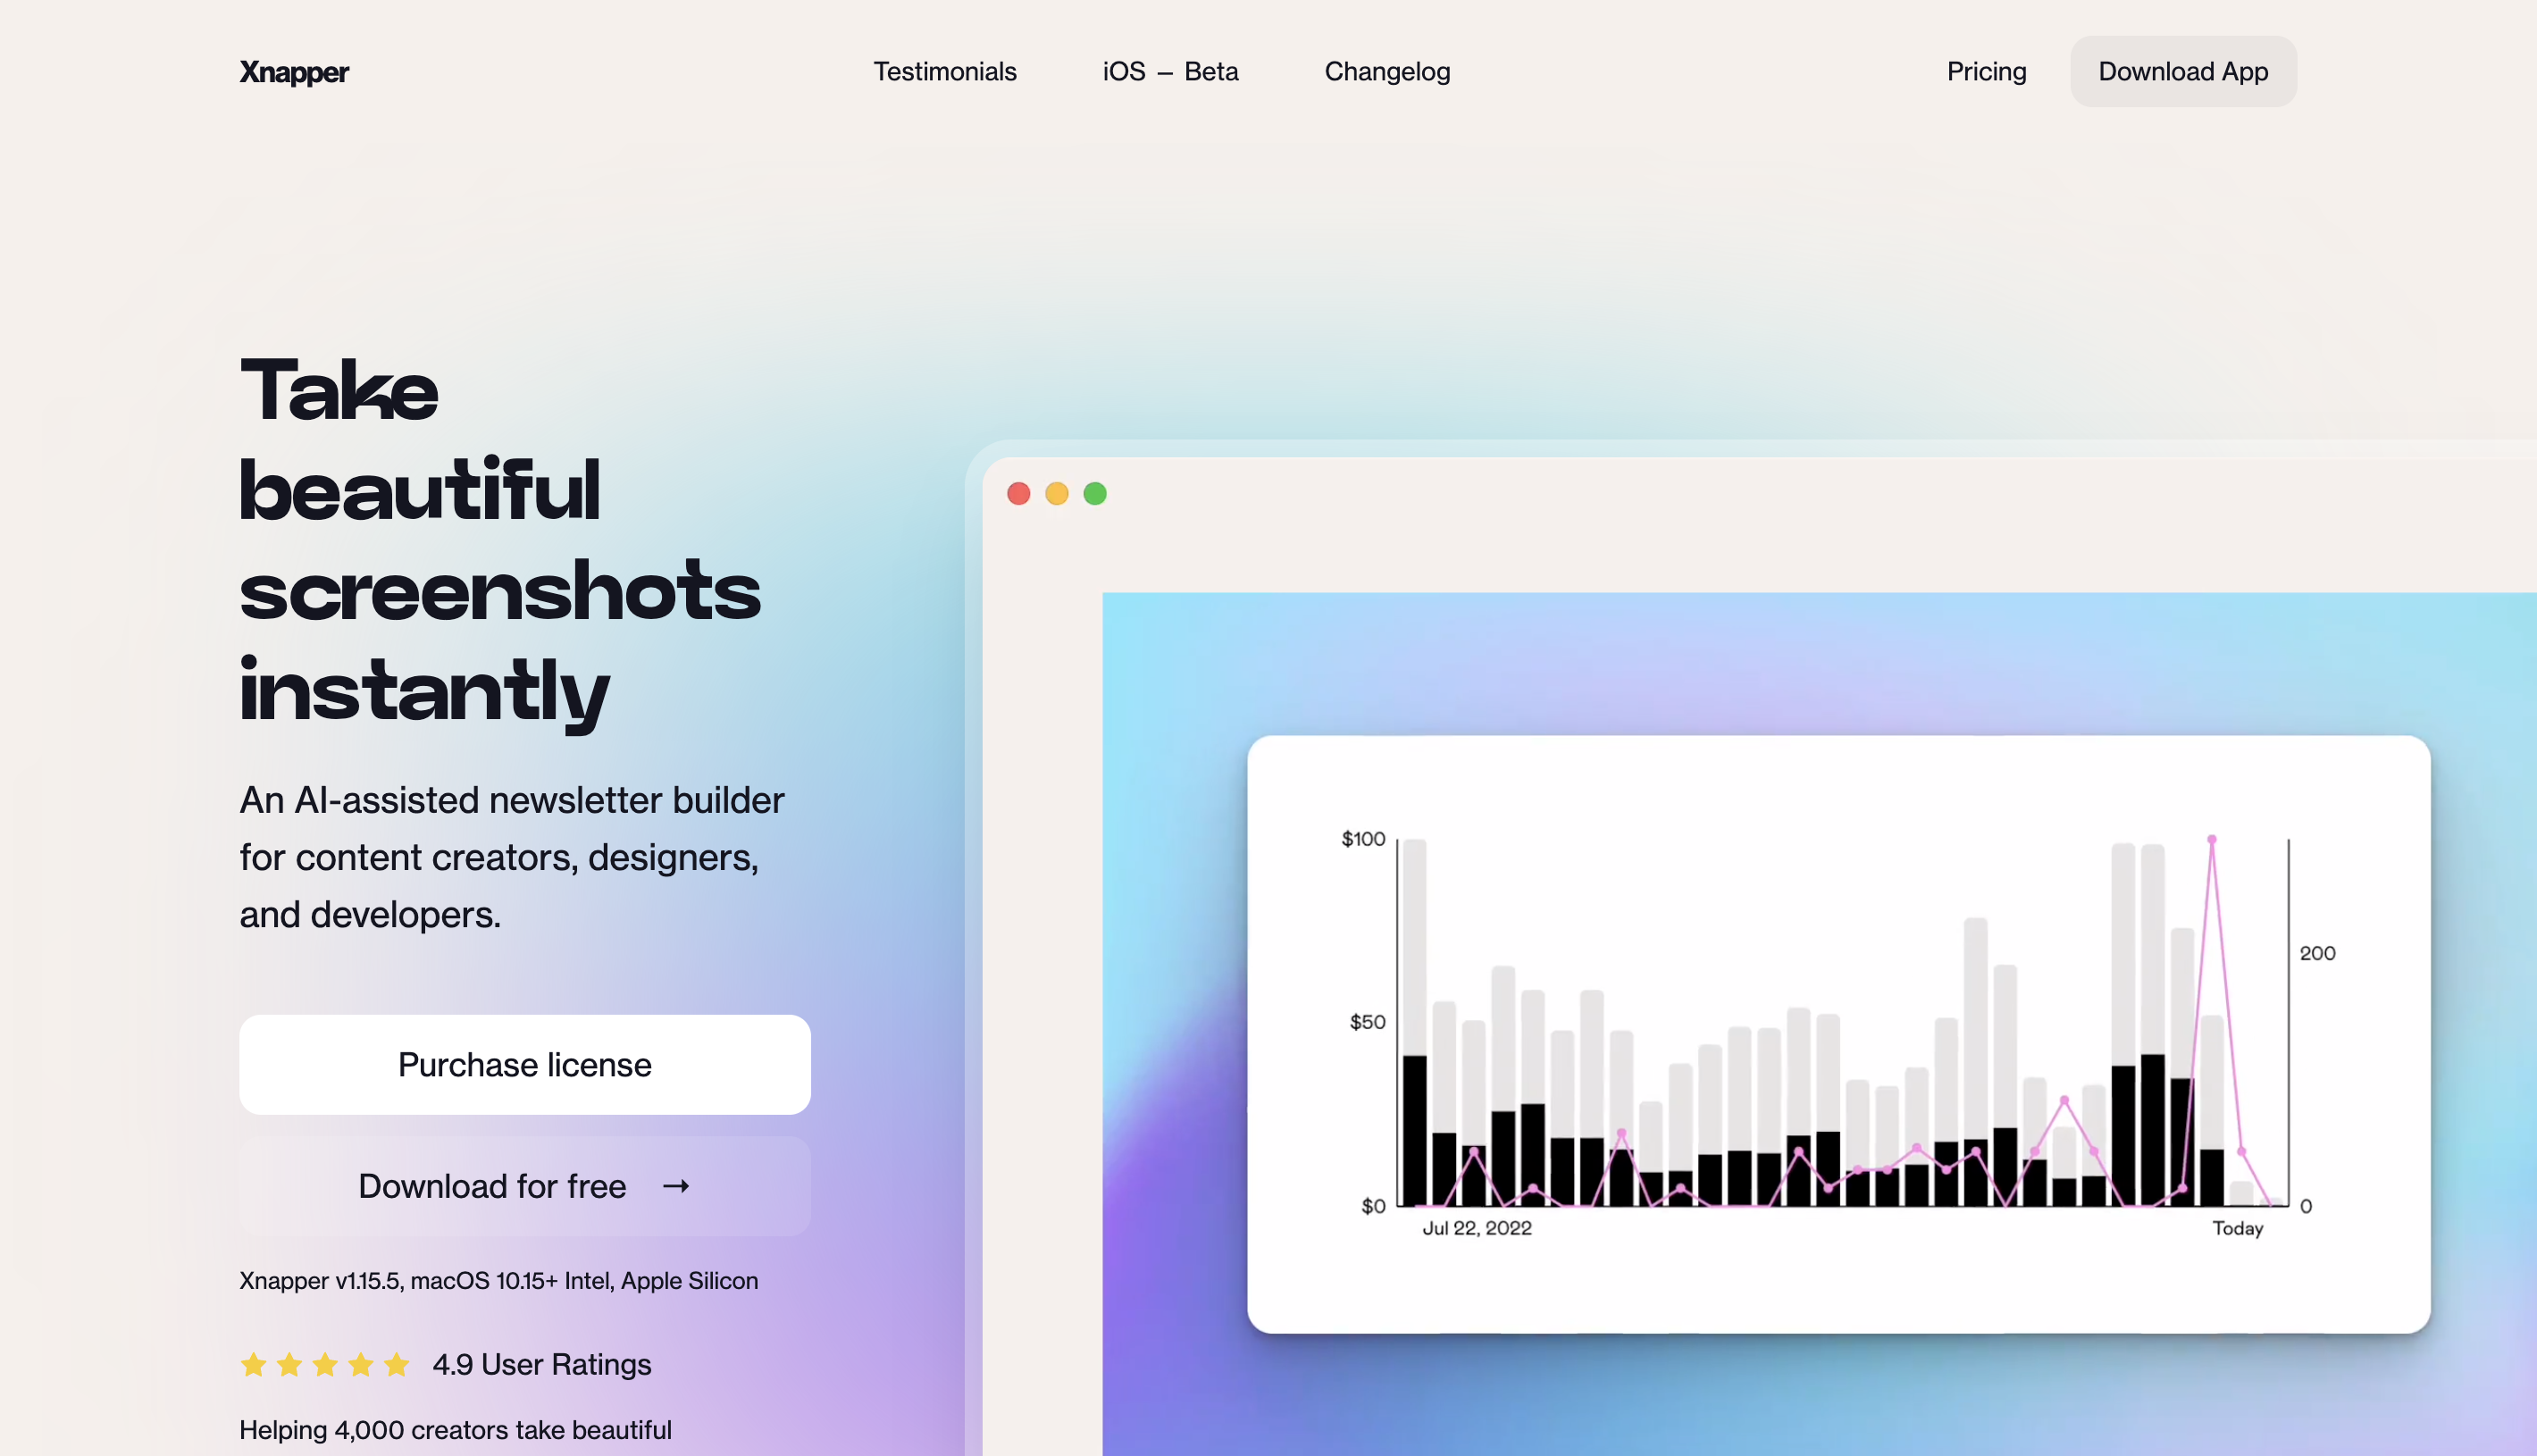 Xnapper
Testimonials
iOS – Beta
Changelog
Pricing
Download App
Take
beautiful
screenshots
instantly
An AI-assisted newsletter builder
for content creators, designers,
and developers.
Purchase license
Download for free →
Xnapper v1.15.5, macOS 10.15+ Intel, Apple Silicon
4.9 User Ratings
Helping 4,000 creators take beautiful
$100
$50
$0
200
0
Jul 22, 2022
Today